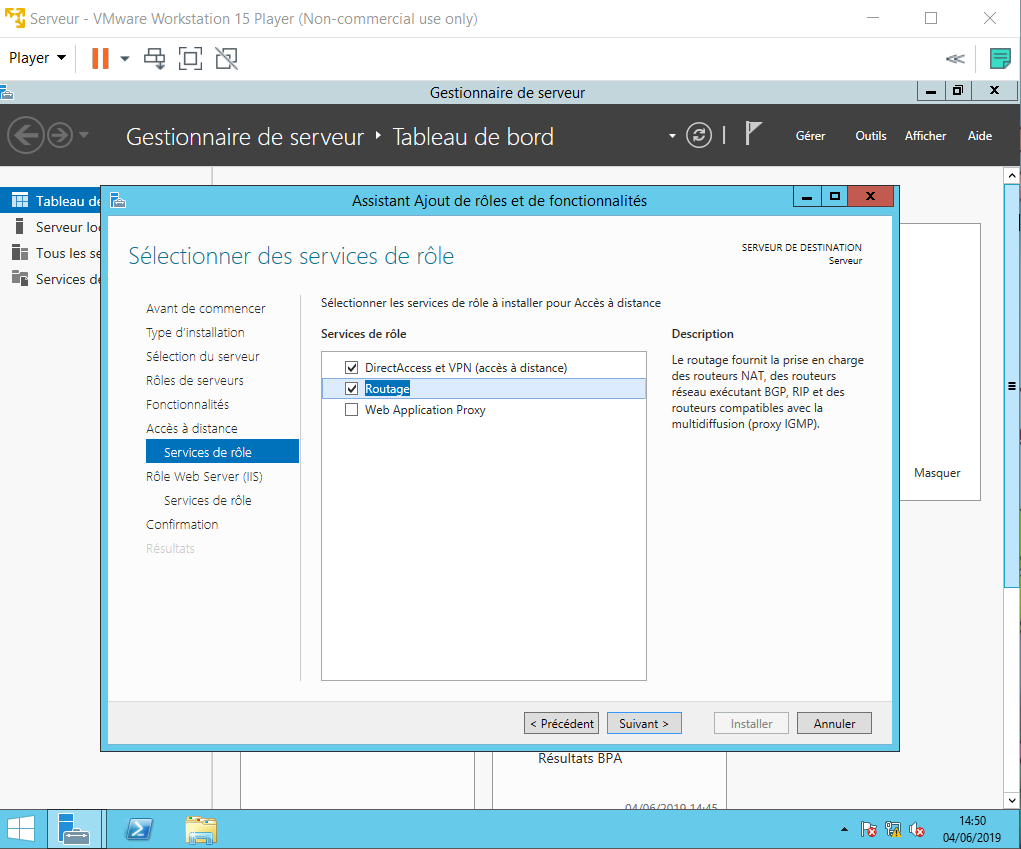 Serveur - VMware Workstation 15 Player (Non-commercial use only)
Player
Gestionnaire de serveur
Gestionnaire de serveur ‣ Tableau de bord
Gérer Outils Afficher Aide
Tableau de
Serveur loc
Tous les se
Services de
Assistant Ajout de rôles et de fonctionnalités
Sélectionner des services de rôle
SERVEUR DE DESTINATION
Serveur
Avant de commencer
Type d'installation
Sélection du serveur
Rôles de serveurs
Fonctionnalités
Accès à distance
Services de rôle
Rôle Web Server (IIS)
Services de rôle
Confirmation
Résultats
Sélectionner les services de rôle à installer pour Accès à distance
Services de rôle
DirectAccess et VPN (accès à distance)
Routage
Web Application Proxy
Description
Le routage fournit la prise en charge
des routeurs NAT, des routeurs
réseau exécutant BGP, RIP et des
routeurs compatibles avec la
multidiffusion (proxy IGMP).
Masquer
< Précédent Suivant > Installer Annuler
Résultats BPA
04/06/2019 14:45
14:50
04/06/2019